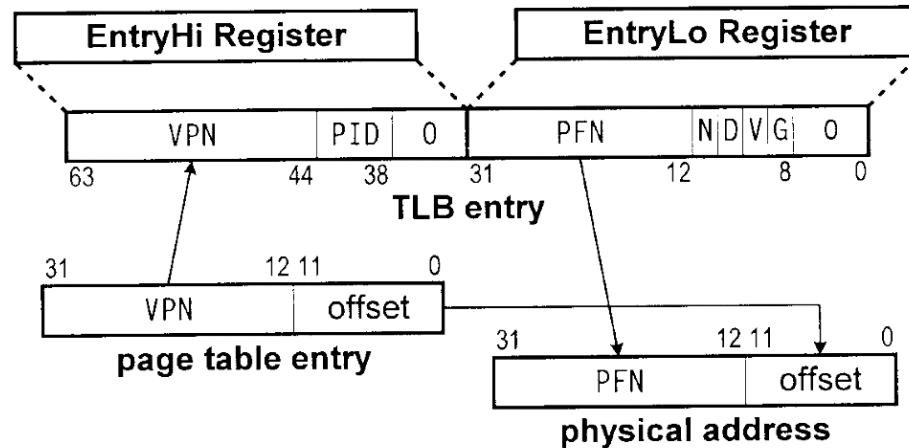 EntryHi Register EntryLo Register
VPN PID 0 PFN N D V G 0
63 44 38 31 12 8 0
TLB entry
31 12 11 0
VPN offset
page table entry
31 12 11 0
PFN offset
physical address